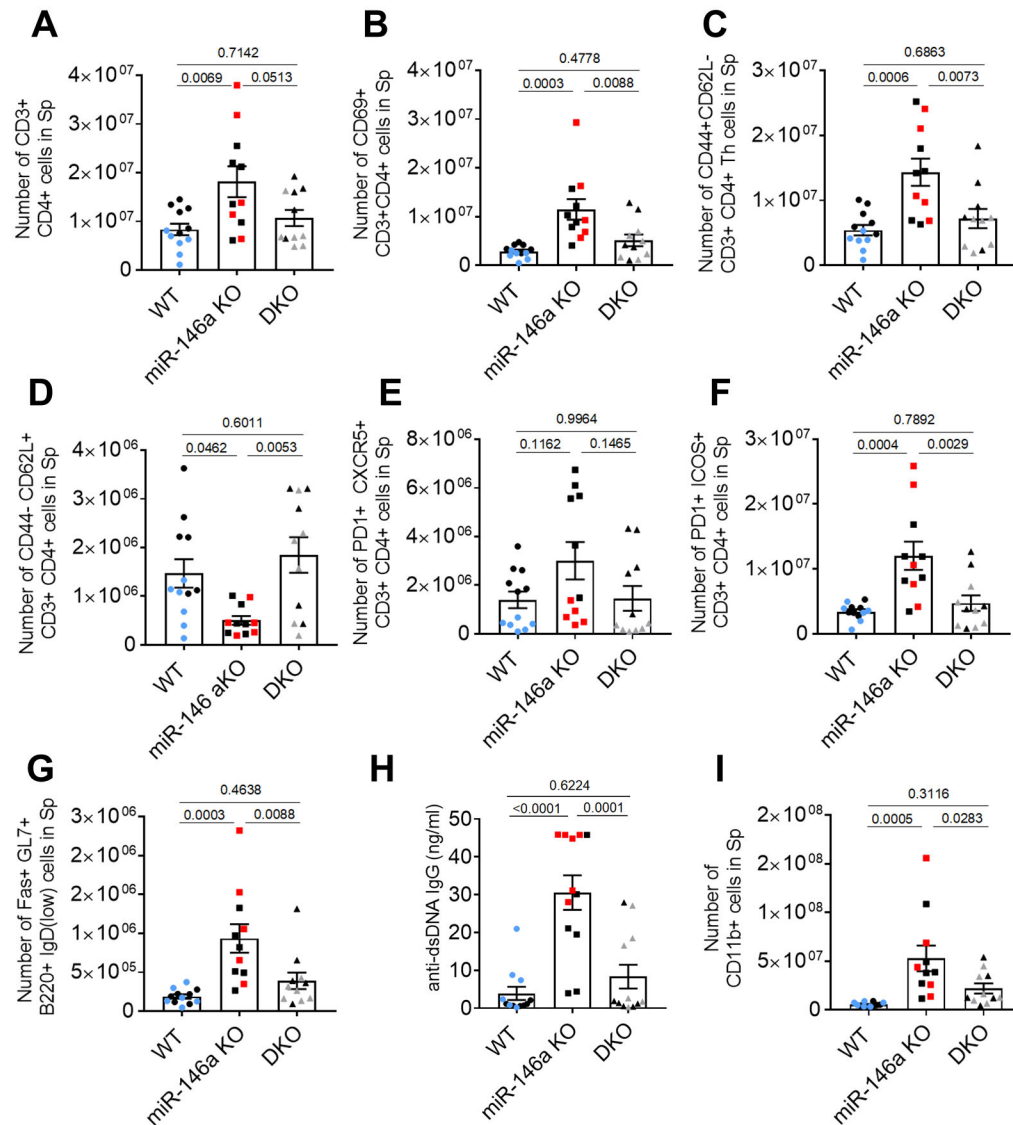 A
0.7142
0.0069 0.0513
Number of CD3+
CD4+ cells in Sp
4×10^07
3×10^07
2×10^07
1×10^07
0
WT
miR-146a KO
DKO
B
0.4778
0.0003 0.0088
Number of CD69+
CD3+CD4+ cells in Sp
4×10^07
3×10^07
2×10^07
1×10^07
0
WT
miR-146a KO
DKO
C
0.6863
0.0006 0.0073
Number of CD44+CD62L-
CD3+ CD4+ Th cells in Sp
3×10^07
2×10^07
1×10^07
0
WT
miR-146a KO
DKO
D
0.6011
0.0462 0.0053
Number of CD44- CD62L+
CD3+ CD4+ cells in Sp
4×10^06
3×10^06
2×10^06
1×10^06
0
WT
miR-146 aKO
DKO
E
0.9964
0.1162 0.1465
Number of PD1+ CXCR5+
CD3+ CD4+ cells in Sp
8×10^06
6×10^06
4×10^06
2×10^06
0
WT
miR-146a KO
DKO
F
0.7892
0.0004 0.0029
Number of PD1+ ICOS+
CD3+ CD4+ cells in Sp
3×10^07
2×10^07
1×10^07
0
WT
miR-146a KO
DKO
G
0.4638
0.0003 0.0088
Number of Fas+ GL7+
B220+ IgD(low) cells in Sp
3×10^06
2×10^06
2×10^06
1×10^06
5×10^05
0
WT
miR-146a KO
DKO
H
0.6224
<0.0001 0.0001
anti-dsDNA IgG (ng/ml)
50
40
30
20
10
0
WT
miR-146a KO
DKO
I
0.3116
0.0005 0.0283
Number of
CD11b+ cells in Sp
2×10^08
2×10^08
1×10^08
5×10^07
0
WT
miR-146a KO
DKO